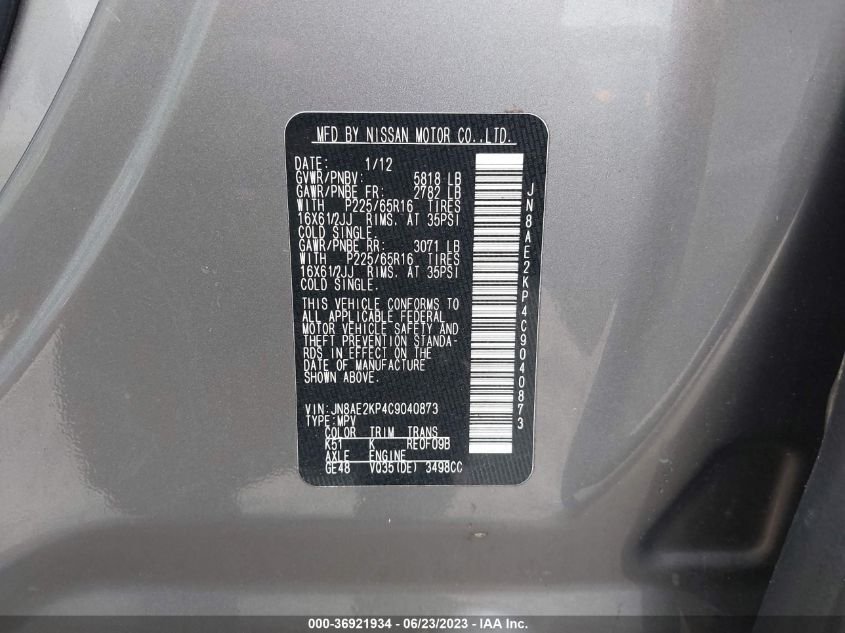 MFD BY NISSAN MOTOR CO.,LTD.
DATE: 1/12
GVWR/PNBV: 5818 LB
GAWR/PNBE FR: 2782 LB
WITH P225/65R16 TIRES
16X61/2JJ RIMS. AT 35PSI
COLD SINGLE.
GAWR/PNBE RR: 3071 LB
WITH P225/65R16 TIRES
16X61/2JJ RIMS. AT 35PSI
COLD SINGLE.
THIS VEHICLE CONFORMS TO
ALL APPLICABLE FEDERAL
MOTOR VEHICLE SAFETY AND
THEFT PREVENTION STANDA-
RDS IN EFFECT ON THE
DATE OF MANUFACTURE
SHOWN ABOVE.
VIN: JN8AE2KP4C9040873
TYPE: MPV
COLOR TRIM TRANS
K51 K RE0F09B
AXLE ENGINE
GE48 VQ35(DE) 3498CC
JN8AE2KP4C9040873
000-36921934 - 06/23/2023 - IAA Inc.